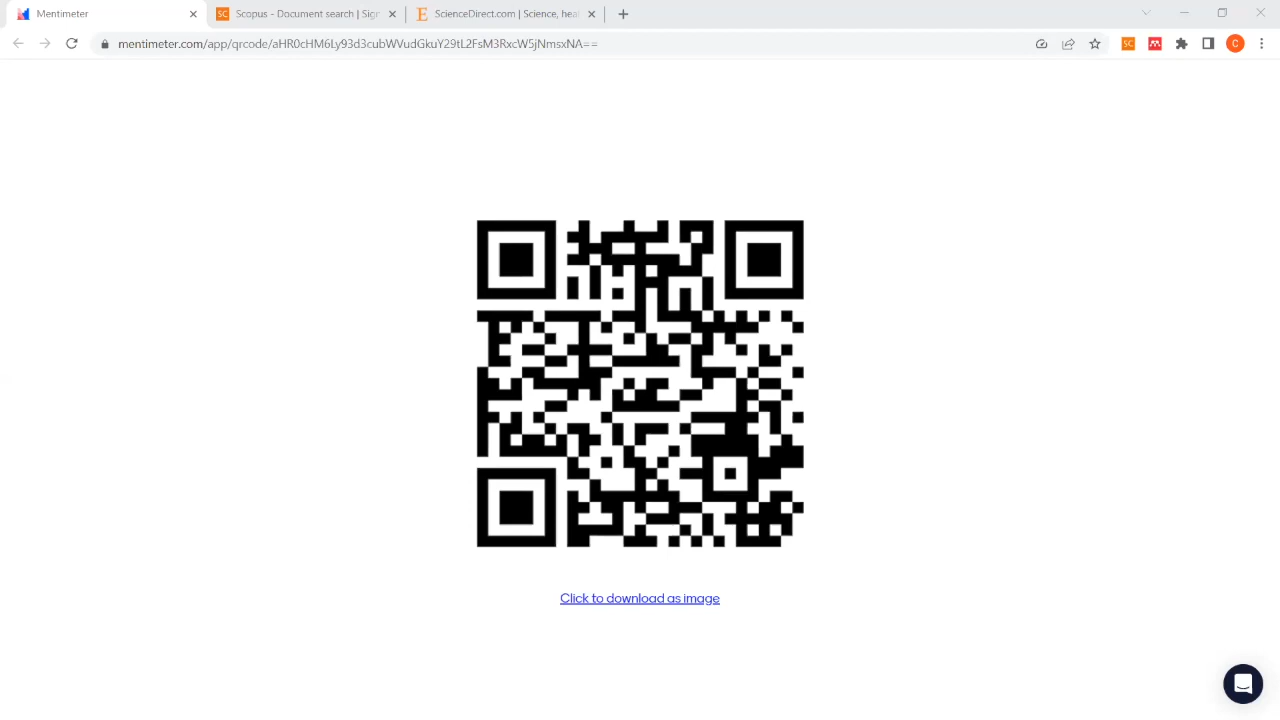 Mentimeter
Scopus - Document search | Sign
ScienceDirect.com | Science, heal
mentimeter.com/app/qrcode/aHR0cHM6Ly93d3cubWVudGkuY29tL2FsM3RxcW5jNmsxNA==
SC
C
Click to download as image